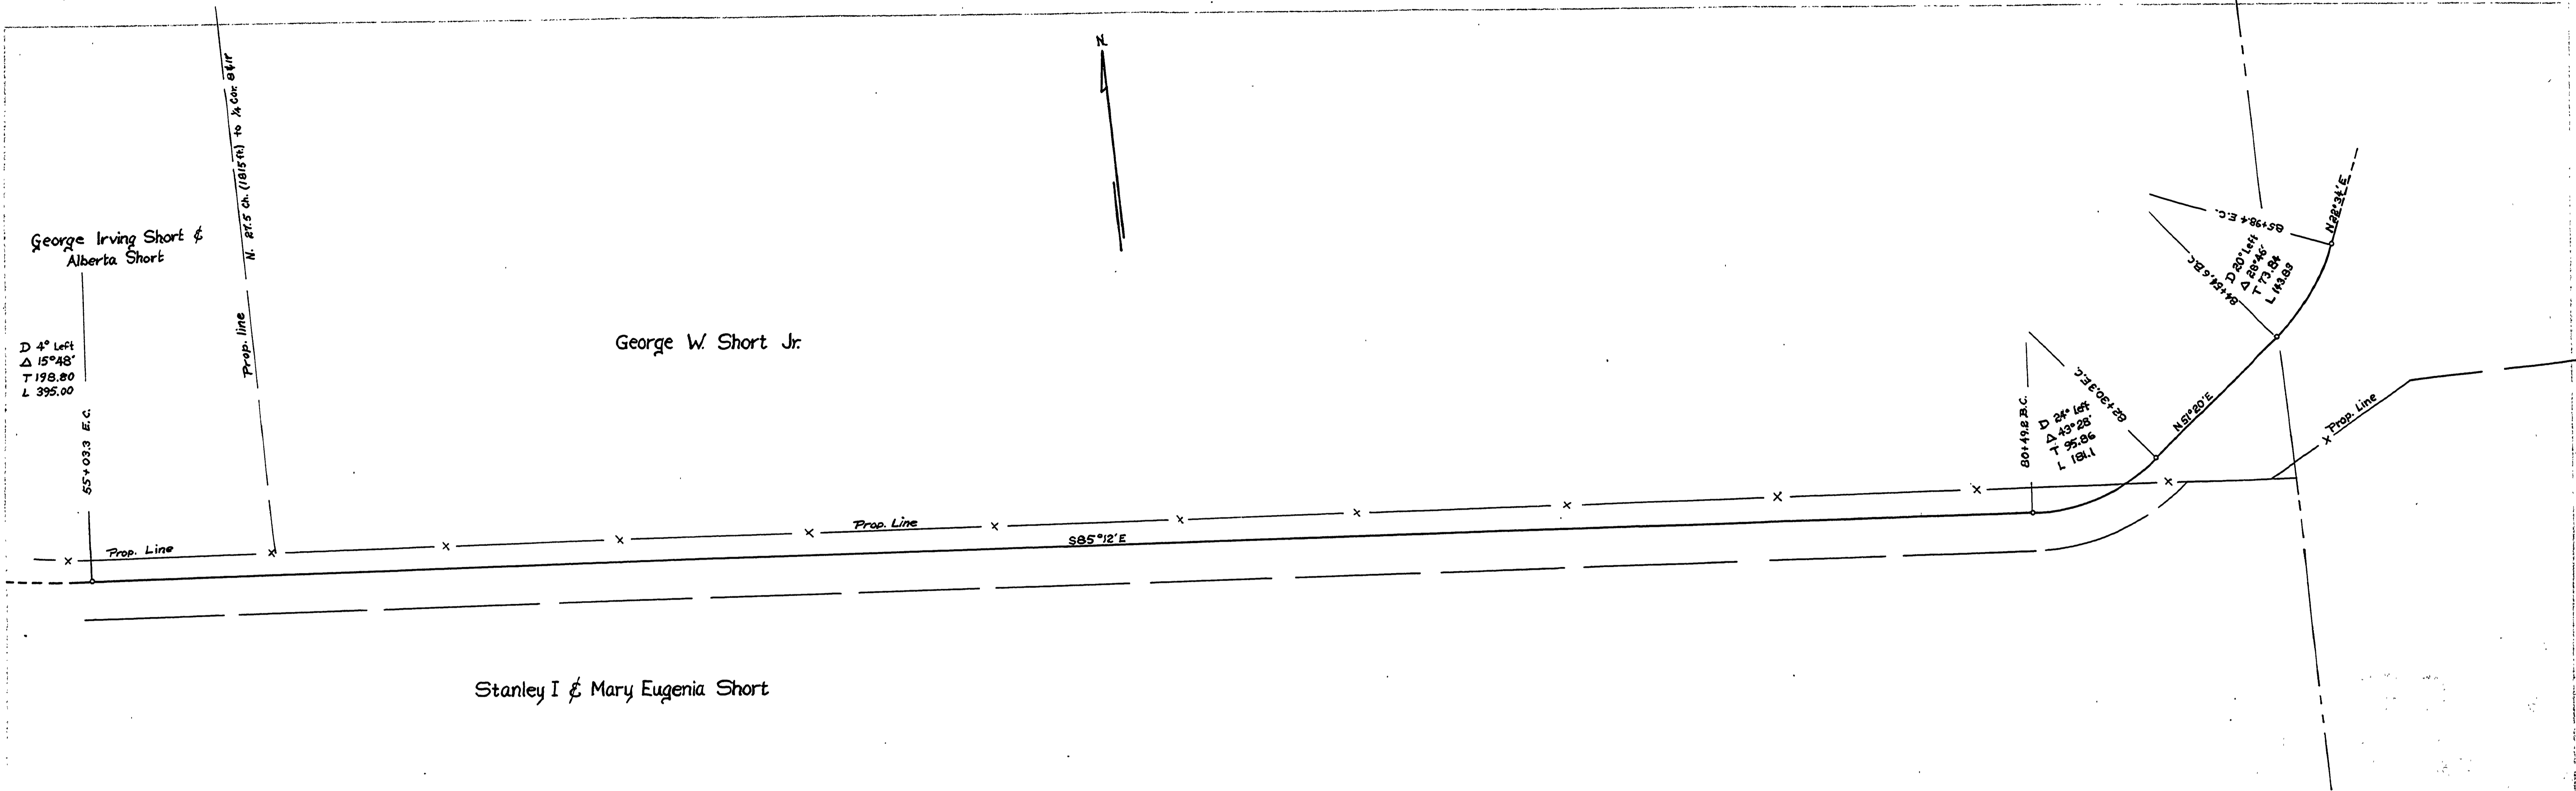 N
N. 27.5 Ch. (1815 ft.) to 1/4 Cor. 8 & 17
Prop. line
George Irving Short &
Alberta Short
D 4° Left
Δ 15°48'
T 198.80
L 395.00
55+03.3 E.C.
George W. Short Jr.
Prop. Line
Prop. Line
S85°12'E
Stanley I & Mary Eugenia Short
80+49.2 B.C.
D 24° Left
Δ 43°28'
T 95.86
L 181.1
82+30.3 E.C.
N51°20'E
84+54.6 B.C.
D 20° Left
Δ 28°46'
T 73.84
L 143.83
85+98.4 E.C.
N22°34'E
Prop. Line